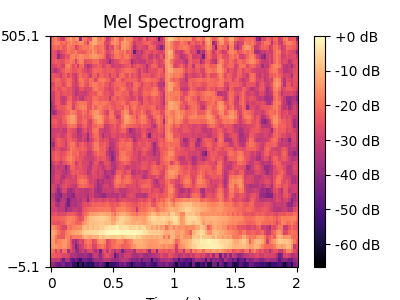 Mel Spectrogram
505.1
−5.1
0
0.5
1
1.5
2
+0 dB
-10 dB
-20 dB
-30 dB
-40 dB
-50 dB
-60 dB